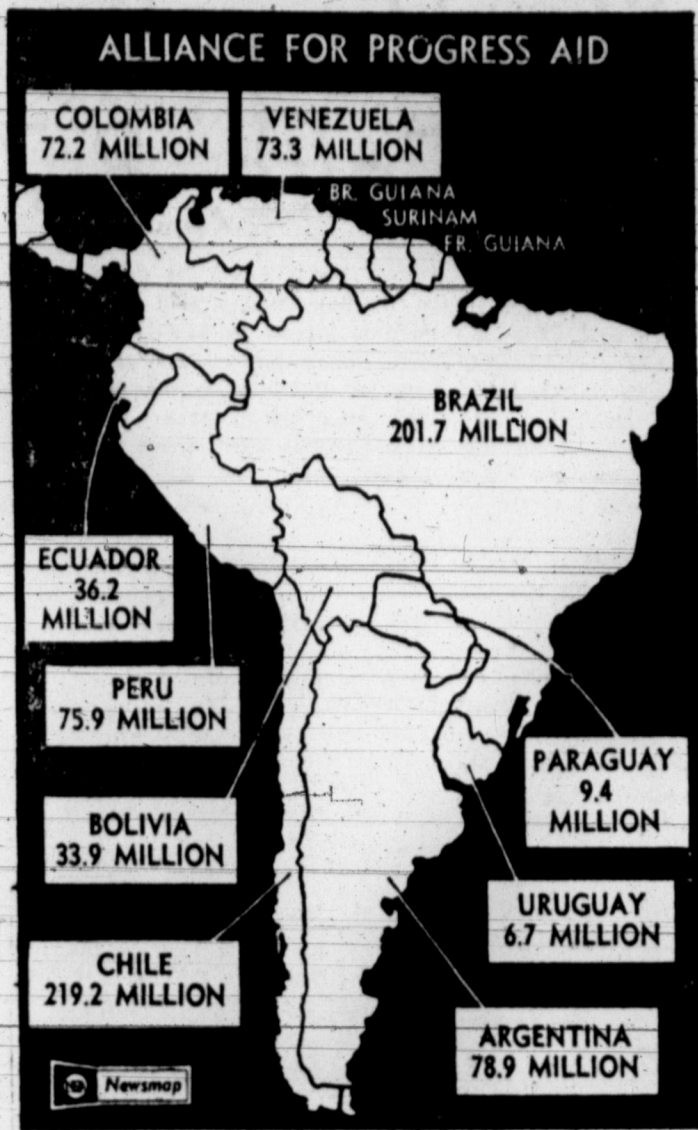 ALLIANCE FOR PROGRESS AID
COLOMBIA
72.2 MILLION
VENEZUELA
73.3 MILLION
BR. GUIANA
SURINAM
FR. GUIANA
BRAZIL
201.7 MILLION
ECUADOR
36.2
MILLION
PERU
75.9 MILLION
PARAGUAY
9.4
MILLION
BOLIVIA
33.9 MILLION
URUGUAY
6.7 MILLION
CHILE
219.2 MILLION
ARGENTINA
78.9 MILLION
NEA Newsmap